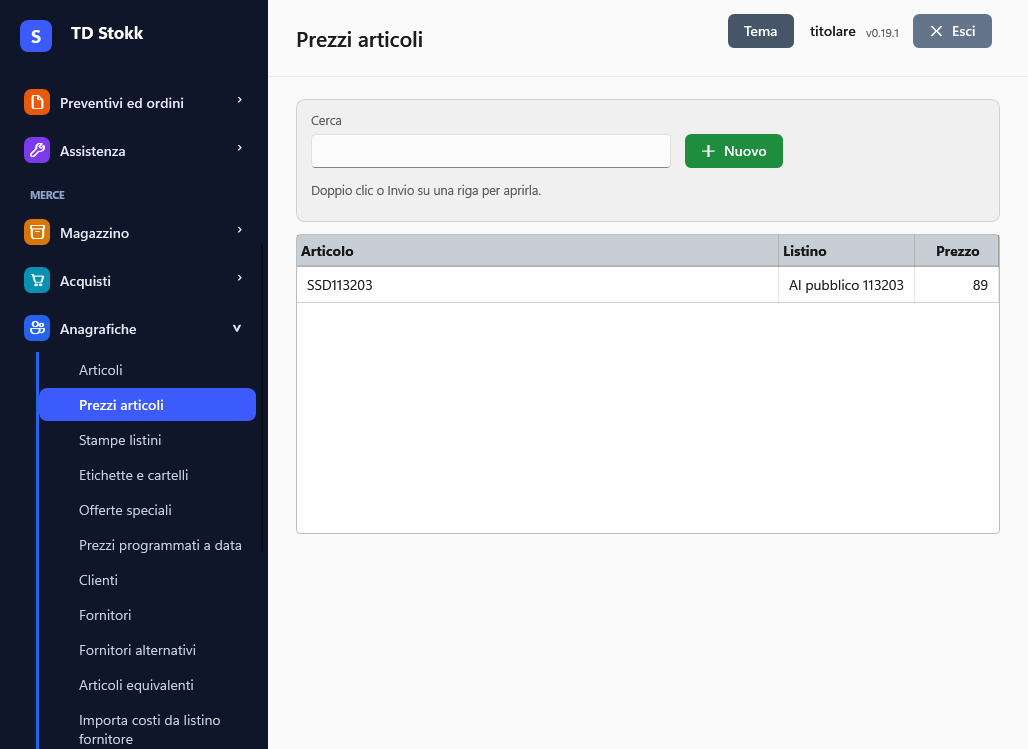 S
TD Stokk
Preventivi ed ordini
Assistenza
MERCE
Magazzino
Acquisti
Anagrafiche
Articoli
Prezzi articoli
Stampe listini
Etichette e cartelli
Offerte speciali
Prezzi programmati a data
Clienti
Fornitori
Fornitori alternativi
Articoli equivalenti
Importa costi da listino
fornitore
Prezzi articoli
Tema
titolare v0.19.1
Esci
Cerca
Nuovo
Doppio clic o Invio su una riga per aprirla.
Articolo Listino Prezzo
SSD113203 Al pubblico 113203 89